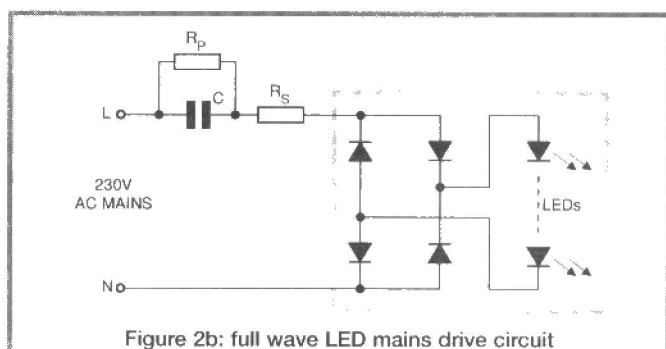 R_P
C
R_S
L
230V
AC MAINS
LEDs
N
Figure 2b: full wave LED mains drive circuit